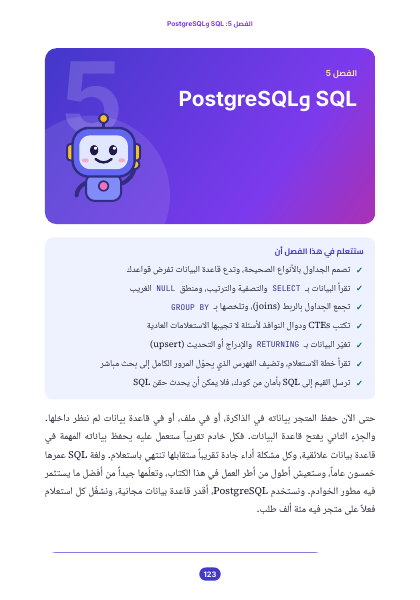 الفصل 5: SQL وPostgreSQL
5
الفصل 5
SQL وPostgreSQL
ستتعلم في هذا الفصل أن
✓ تصمم الجداول بالأنواع الصحيحة، وتدع قاعدة البيانات تفرض قواعدك
✓ تقرأ البيانات بـ SELECT والتصفية والترتيب، ومنطق NULL الغريب
✓ تجمع الجداول بالربط (joins)، وتلخصها بـ GROUP BY
✓ تكتب CTEs ودوال النوافذ لأسئلة لا تجيبها الاستعلامات العادية
✓ تغيّر البيانات بـ RETURNING والإدراج أو التحديث (upsert)
✓ تقرأ خطة الاستعلام، وتضيف الفهرس الذي يحوّل المرور الكامل إلى بحث مباشر
✓ ترسل القيم إلى SQL بأمان من كودك، فلا يمكن أن يحدث حقن SQL
حتى الآن حفظ المتجر بياناته في الذاكرة، أو في ملف، أو في قاعدة بيانات لم ننظر داخلها.
والجزء الثاني يفتح قاعدة البيانات. فكل خادم تقريباً ستعمل عليه يحفظ بياناته المهمة في
قاعدة بيانات علائقية، وكل مشكلة أداء جادة تقريباً ستقابلها تنتهي باستعلام. ولغة SQL عمرها
خمسون عاماً، وستعيش أطول من أطر العمل في هذا الكتاب، وتعلّمها جيداً من أفضل ما يستثمر
فيه مطور الخوادم. ونستخدم PostgreSQL، أقدر قاعدة بيانات مجانية، ونشغّل كل استعلام
فعلاً على متجر فيه مئة ألف طلب.
123